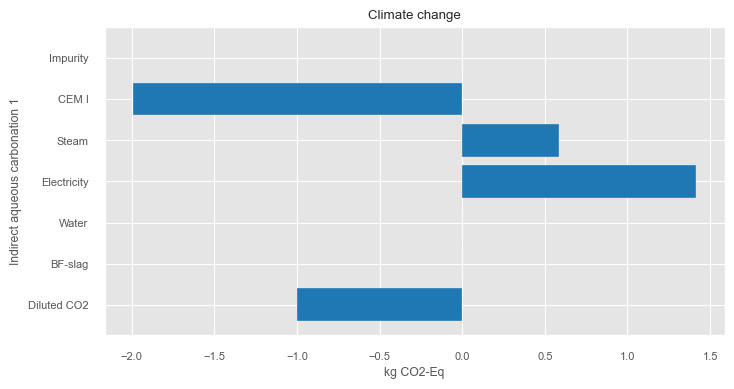 Climate change
Indirect aqueous carbonation 1
Impurity
CEM I
Steam
Electricity
Water
BF-slag
Diluted CO2
−2.0 −1.5 −1.0 −0.5 0.0 0.5 1.0 1.5
kg CO2-Eq